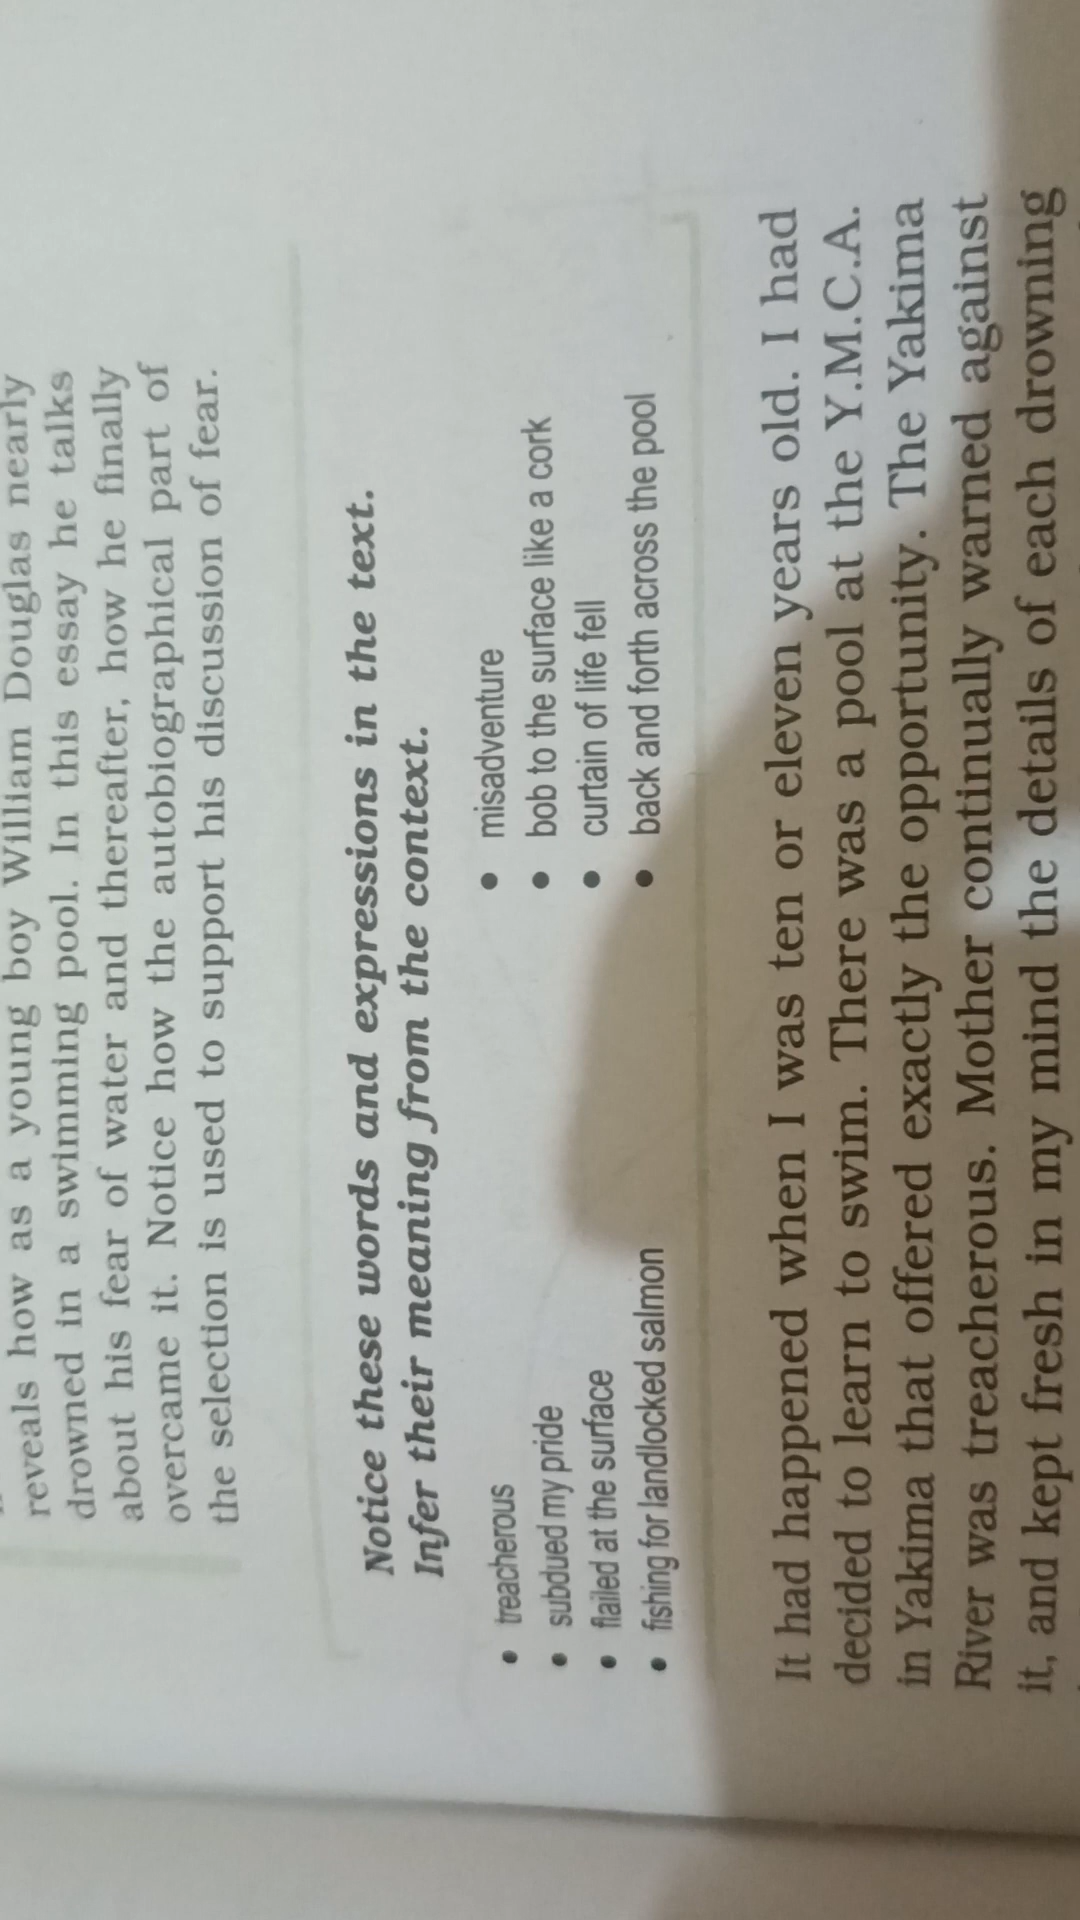 reveals how as a young boy William Douglas nearly
drowned in a swimming pool. In this essay he talks
about his fear of water and thereafter, how he finally
overcame it. Notice how the autobiographical part of
the selection is used to support his discussion of fear.
Notice these words and expressions in the text.
Infer their meaning from the context.
• treacherous
• subdued my pride
• flailed at the surface
• fishing for landlocked salmon
• misadventure
• bob to the surface like a cork
• curtain of life fell
• back and forth across the pool
It had happened when I was ten or eleven years old. I had
decided to learn to swim. There was a pool at the Y.M.C.A.
in Yakima that offered exactly the opportunity. The Yakima
River was treacherous. Mother continually warned against
it, and kept fresh in my mind the details of each drowning